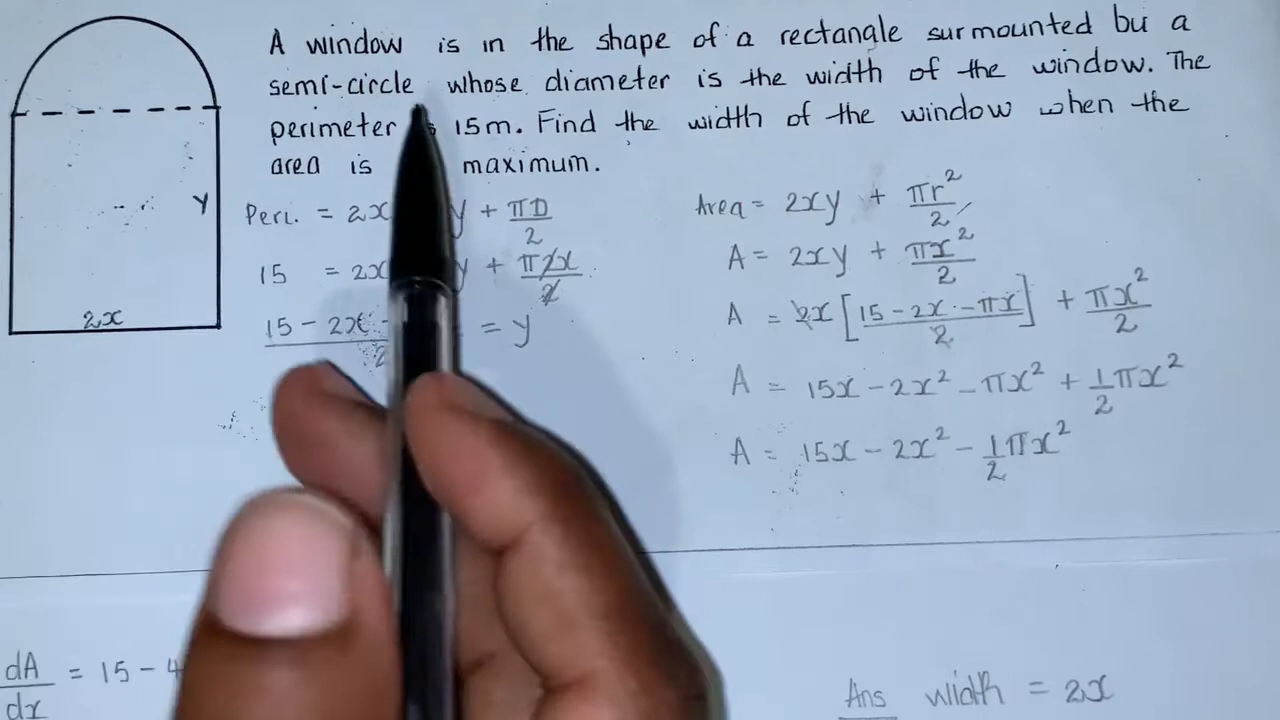 A window is in the shape of a rectangle surmounted bu a
semi-circle whose diameter is the width of the window. The
perimeter 15m. Find the width of the window when the
area is maximum.
y
2x
Peri. = 2x y + πD/2
15 = 2x y + π2x/2
15 - 2x = y
2
Area = 2xy + πr²/2
A = 2xy + πx²/2
A = 2x[15 - 2x - πx/2] + πx²/2
A = 15x - 2x² - πx² + 1/2 πx²
A = 15x - 2x² - 1/2 πx²
dA/dx = 15 - 4
Ans width = 2x